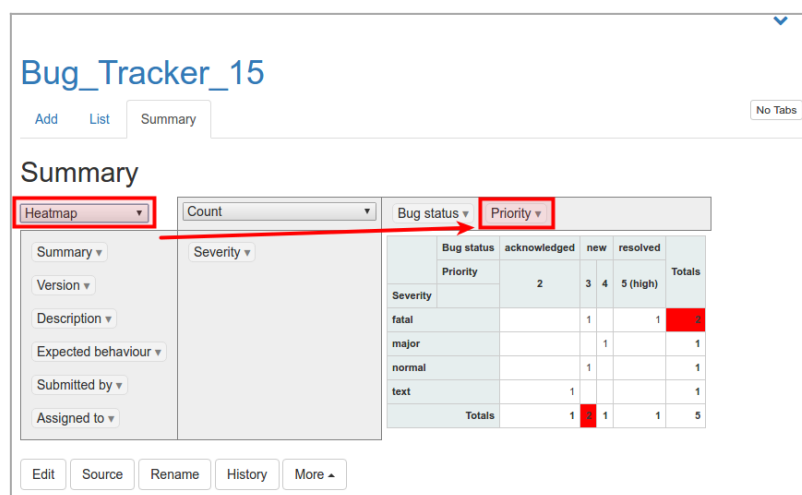 Bug_Tracker_15
Add List Summary No Tabs
Summary
Heatmap Count Bug status Priority
Summary Severity
Version
Description
Expected behaviour
Submitted by
Assigned to
Bug status acknowledged new resolved Totals
Priority 2 3 4 5 (high)
Severity
fatal 1 1 2
major 1 1
normal 1 1
text 1 1
Totals 1 2 1 1 5
Edit Source Rename History More